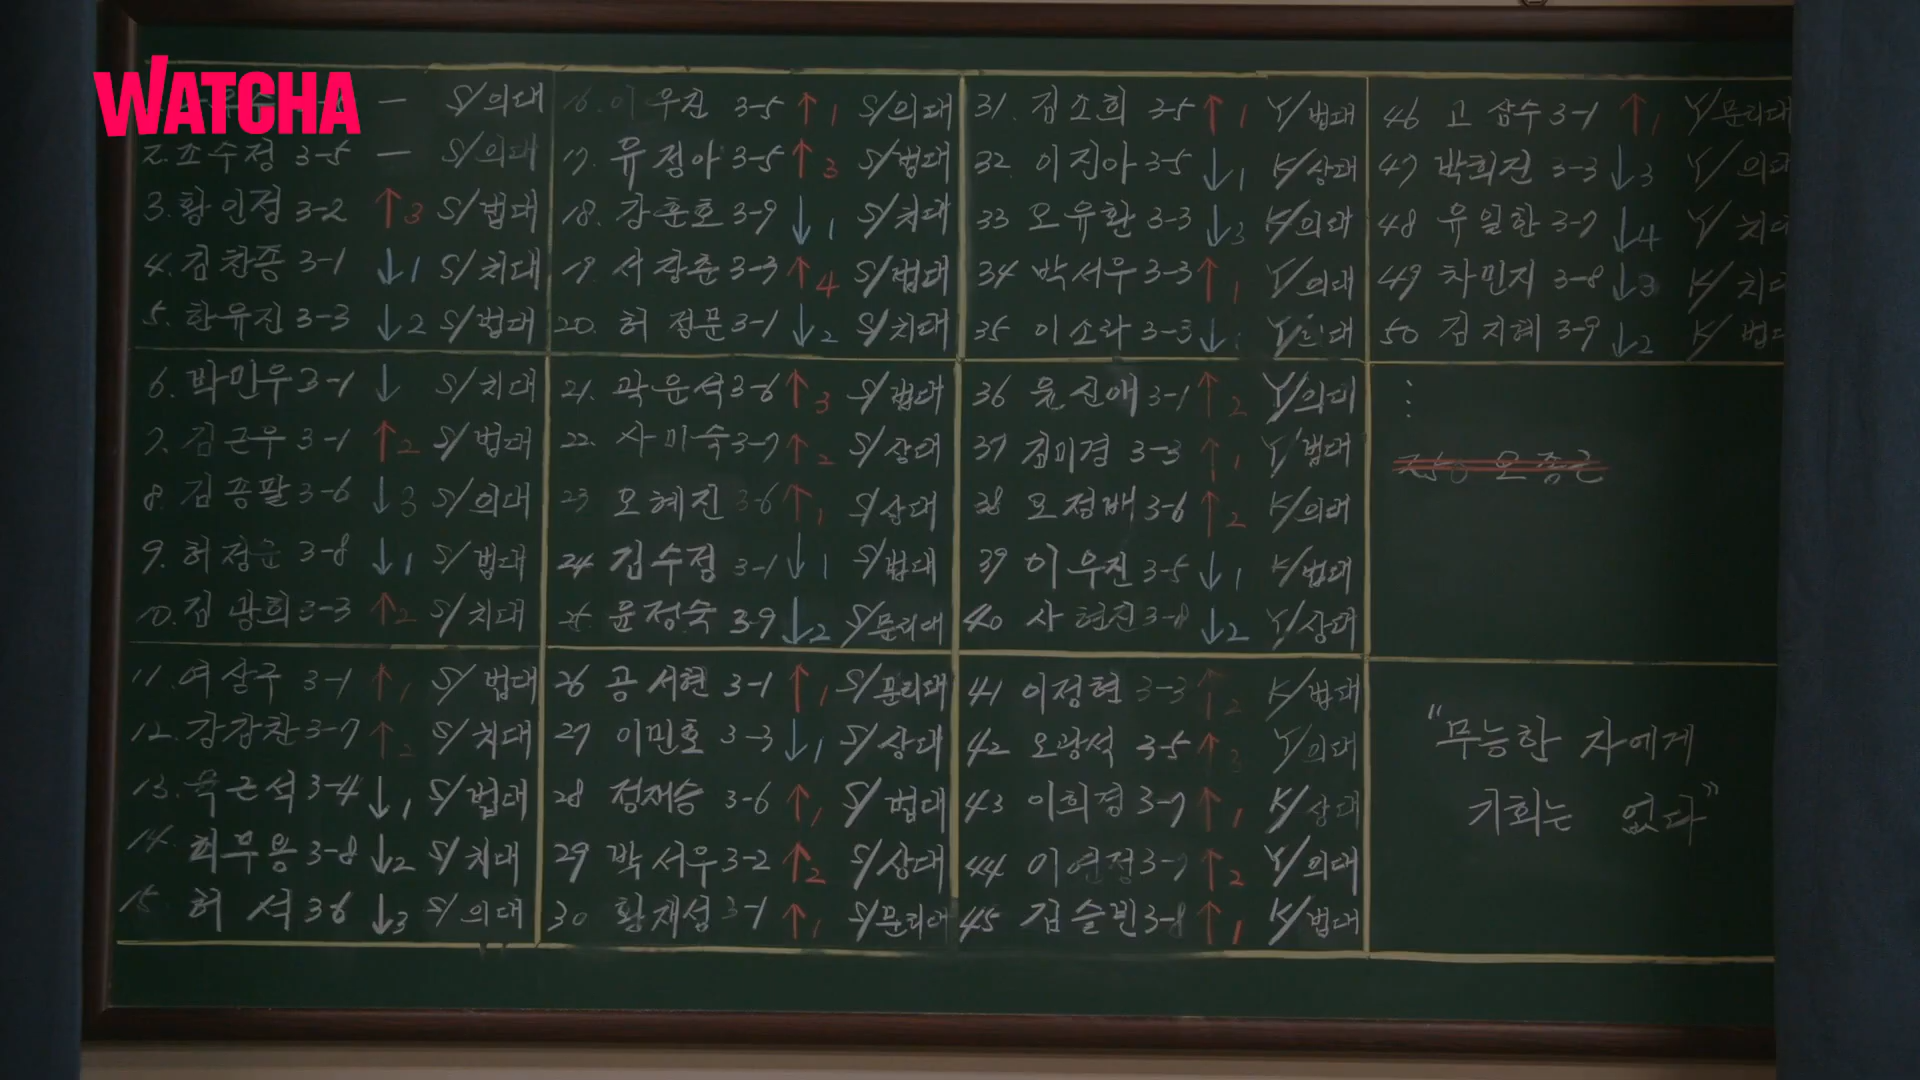 WATCHA
— S/의대
2. 조수정 3-5 — S/의대
3. 황인정 3-2 ↑3 S/법대
4. 김찬종 3-1 ↓1 S/치대
5. 한유진 3-3 ↓2 S/법대
6. 박민우 3-1 ↓ S/치대
7. 김근우 3-1 ↑2 S/법대
8. 김종팔 3-6 ↓3 S/의대
9. 허정균 3-8 ↓1 S/법대
10. 김광희 3-3 ↑2 S/치대
11. 여상구 3-1 ↑1 S/법대
12. 강감찬 3-7 ↑2 S/치대
13. 목근석 3-4 ↓1 S/법대
14. 최무용 3-8 ↓2 S/치대
15. 허석 3-6 ↓3 S/의대
16. 이우진 3-5 ↑1 S/의대
17. 유정아 3-5 ↑3 S/법대
18. 강훈호 3-9 ↓1 S/치대
19. 서장춘 3-3 ↑4 S/법대
20. 허정문 3-1 ↓2 S/치대
21. 곽윤석 3-6 ↑3 S/법대
22. 사미숙 3-7 ↑2 S/상대
23 오혜진 3-6 ↑1 S/상대
24 김수정 3-1 ↓1 S/법대
25 윤정숙 3-9 ↓2 S/문리대
26 공서현 3-1 ↑1 S/문리대
27 이민호 3-3 ↓1 S/상대
28 정재승 3-6 ↑1 S/법대
29 박서우 3-2 ↑2 S/상대
30 황재성 3-1 ↑1 S/문리대
31. 김소희 3-5 ↑1 Y/법대
32. 이진아 3-5 ↓1 K/상대
33 오유환 3-3 ↓3 K/의대
34 박서우 3-3 ↑1 Y/의대
35 이소라 3-3 ↓1
36 윤신애 3-1 ↑2 Y/의대
37 김미경 3-3 ↑1 Y/법대
38 오정배 3-6 ↑2 K/의대
39 이우진 3-5 ↓1 K/법대
40 사현진 3-8 ↓2 Y/상대
41 이정현 3-3 ↑2 K/법대
42 오광석 3-5 ↑3 Y/의대
43 이희경 3-7 ↑1 K/상대
44 이연정 3-7 ↑2 Y/의대
45 김슬빈 3-8 ↑1 K/법대
46 고삼수 3-1 ↑1 Y/문리대
47 박희진 3-3 ↓3 Y/의대
48 유일한 3-7 ↓4 Y/치대
49 차민지 3-8 ↓3 K/치대
50 김지혜 3-9 ↓2 K/법대
⋮
750 오종근
"무능한 자에게
기회는 없다"